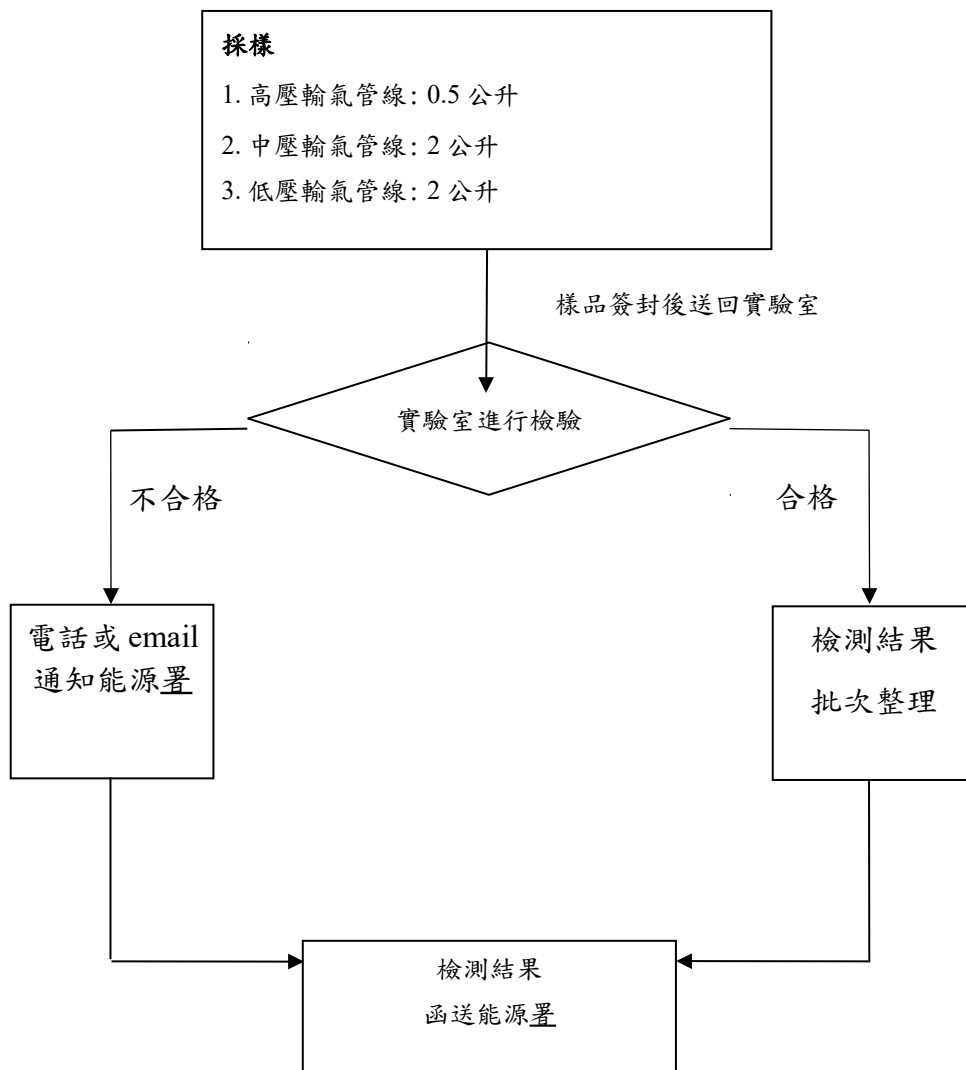 採樣
1. 高壓輸氣管線：0.5 公升
2. 中壓輸氣管線：2 公升
3. 低壓輸氣管線：2 公升
樣品簽封後送回實驗室
實驗室進行檢驗
不合格
合格
電話或 email
通知能源署
檢測結果
批次整理
檢測結果
函送能源署